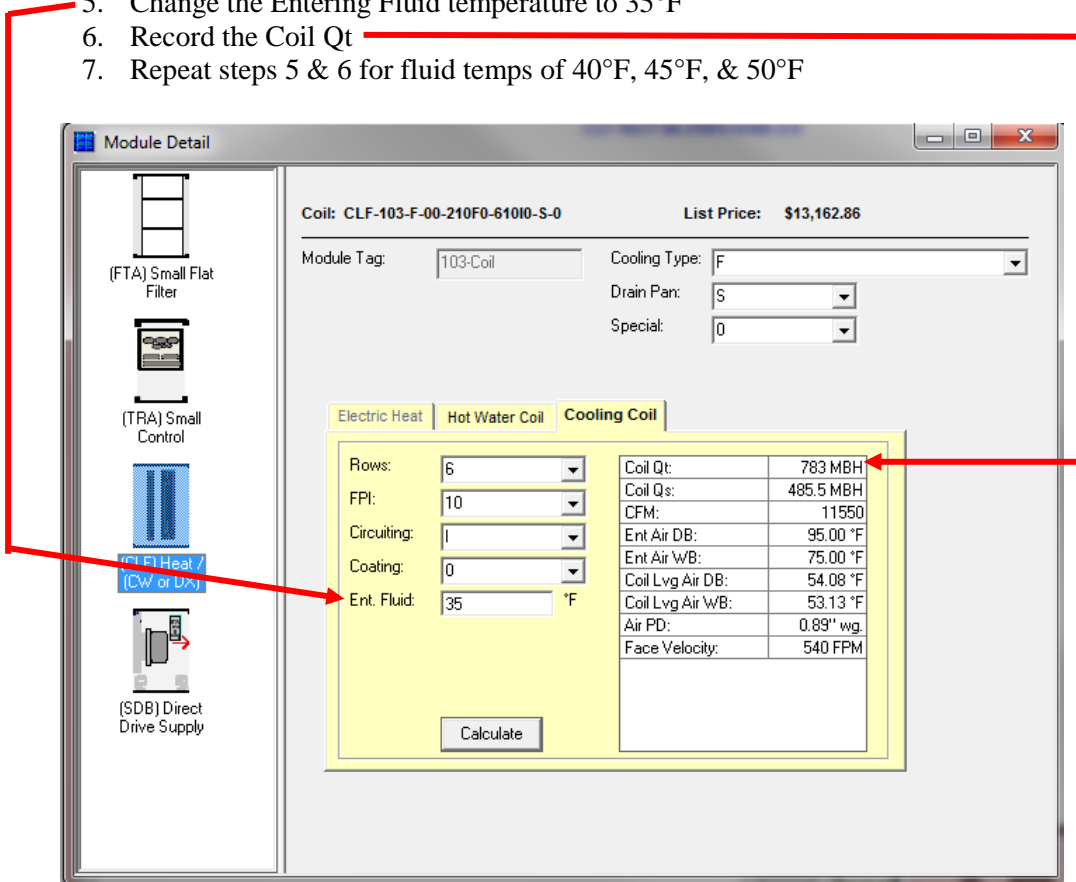 5. Change the Entering Fluid temperature to 35°F
6. Record the Coil Qt
7. Repeat steps 5 & 6 for fluid temps of 40°F, 45°F, & 50°F
Module Detail
Coil: CLF-103-F-00-210F0-610I0-S-0 List Price: $13,162.86
Module Tag: 103-Coil Cooling Type: F
Drain Pan: S
Special: 0
(FTA) Small Flat
Filter
(TRA) Small
Control
(CLF) Heat /
(CW or DX)
(SDB) Direct
Drive Supply
Electric Heat Hot Water Coil Cooling Coil
Rows: 6
FPI: 10
Circuiting: I
Coating: 0
Ent. Fluid: 35 °F
Calculate
Coil Qt: 783 MBH
Coil Qs: 485.5 MBH
CFM: 11550
Ent Air DB: 95.00 °F
Ent Air WB: 75.00 °F
Coil Lvg Air DB: 54.08 °F
Coil Lvg Air WB: 53.13 °F
Air PD: 0.89'' wg.
Face Velocity: 540 FPM